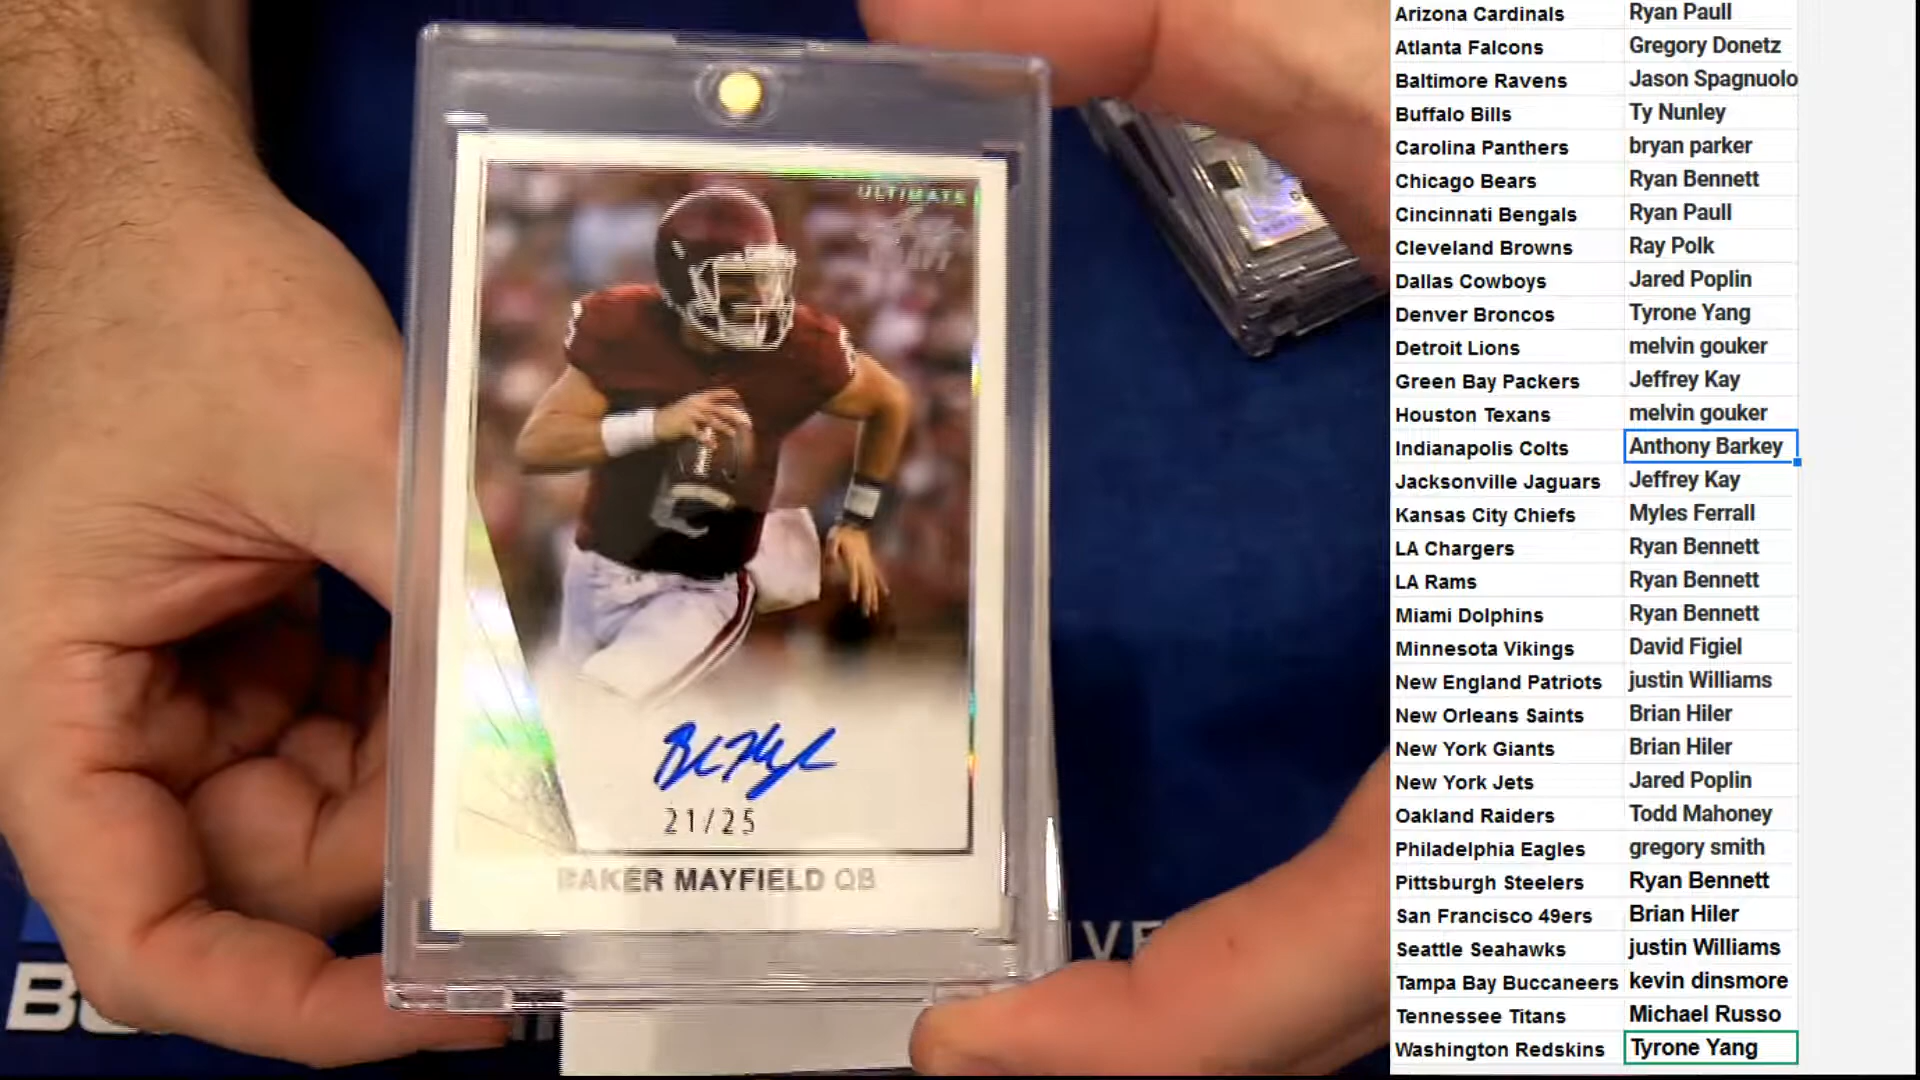 ULTIMATE
DRAFT
21/25
BAKER MAYFIELD QB
Arizona Cardinals Ryan Paull
Atlanta Falcons Gregory Donetz
Baltimore Ravens Jason Spagnuolo
Buffalo Bills Ty Nunley
Carolina Panthers bryan parker
Chicago Bears Ryan Bennett
Cincinnati Bengals Ryan Paull
Cleveland Browns Ray Polk
Dallas Cowboys Jared Poplin
Denver Broncos Tyrone Yang
Detroit Lions melvin gouker
Green Bay Packers Jeffrey Kay
Houston Texans melvin gouker
Indianapolis Colts Anthony Barkey
Jacksonville Jaguars Jeffrey Kay
Kansas City Chiefs Myles Ferrall
LA Chargers Ryan Bennett
LA Rams Ryan Bennett
Miami Dolphins Ryan Bennett
Minnesota Vikings David Figiel
New England Patriots justin Williams
New Orleans Saints Brian Hiler
New York Giants Brian Hiler
New York Jets Jared Poplin
Oakland Raiders Todd Mahoney
Philadelphia Eagles gregory smith
Pittsburgh Steelers Ryan Bennett
San Francisco 49ers Brian Hiler
Seattle Seahawks justin Williams
Tampa Bay Buccaneers kevin dinsmore
Tennessee Titans Michael Russo
Washington Redskins Tyrone Yang